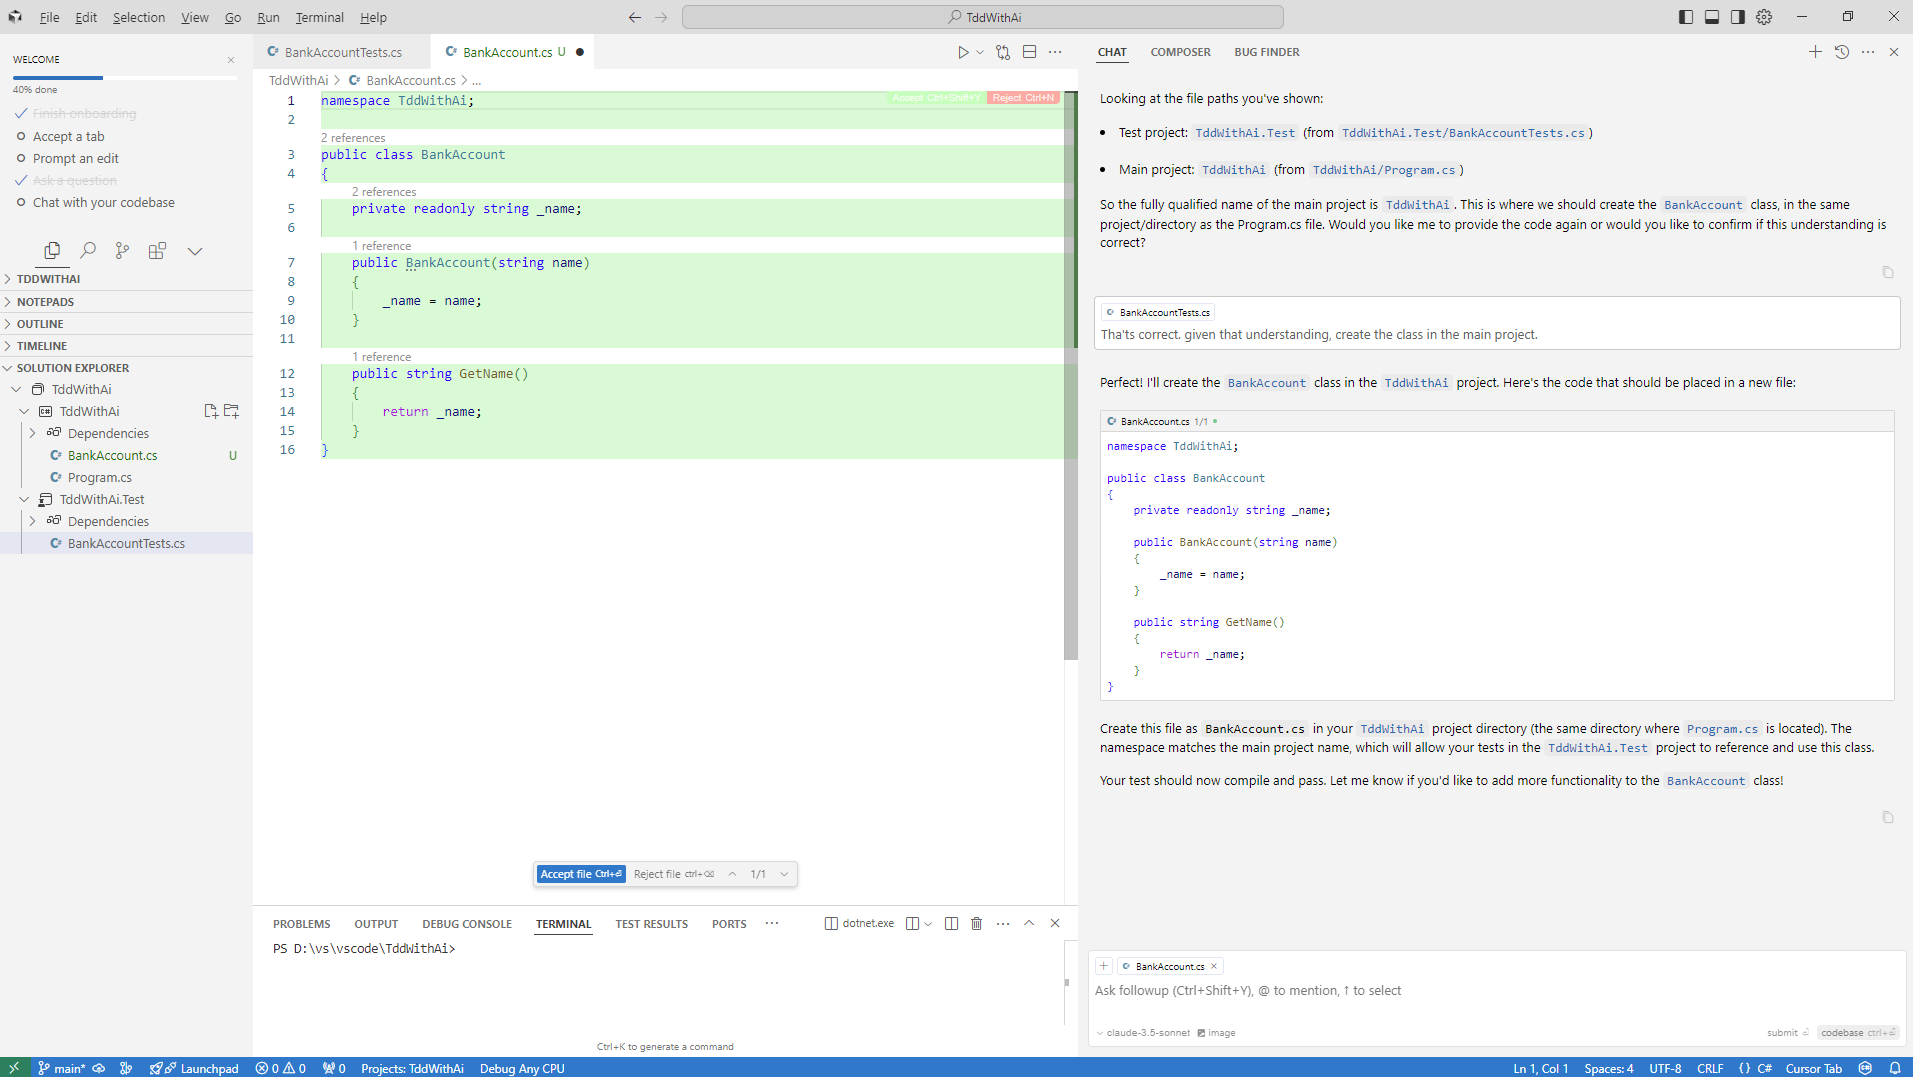 File Edit Selection View Go Run Terminal Help
TddWithAi
WELCOME
40% done
Finish onboarding
Accept a tab
Prompt an edit
Ask a question
Chat with your codebase
TDDWITHAI
NOTEPADS
OUTLINE
TIMELINE
SOLUTION EXPLORER
TddWithAi
TddWithAi
Dependencies
BankAccount.cs U
Program.cs
TddWithAi.Test
Dependencies
BankAccountTests.cs
BankAccountTests.cs
BankAccount.cs U
TddWithAi > BankAccount.cs > ...
Accept Ctrl+Shift+Y Reject Ctrl+N
1 namespace TddWithAi;
2
2 references
3 public class BankAccount
4 {
2 references
5 private readonly string _name;
6
1 reference
7 public BankAccount(string name)
8 {
9 _name = name;
10 }
11
1 reference
12 public string GetName()
13 {
14 return _name;
15 }
16 }
Accept file Ctrl+⏎ Reject file ctrl+⌫ 1/1
PROBLEMS OUTPUT DEBUG CONSOLE TERMINAL TEST RESULTS PORTS ...
dotnet.exe
PS D:\vs\vscode\TddWithAi>
Ctrl+K to generate a command
CHAT COMPOSER BUG FINDER
Looking at the file paths you've shown:
• Test project: TddWithAi.Test (from TddWithAi.Test/BankAccountTests.cs)
• Main project: TddWithAi (from TddWithAi/Program.cs)
So the fully qualified name of the main project is TddWithAi. This is where we should create the BankAccount class, in the same
project/directory as the Program.cs file. Would you like me to provide the code again or would you like to confirm if this understanding is
correct?
BankAccountTests.cs
Tha'ts correct. given that understanding, create the class in the main project.
Perfect! I'll create the BankAccount class in the TddWithAi project. Here's the code that should be placed in a new file:
BankAccount.cs 1/1 •
namespace TddWithAi;
public class BankAccount
{
private readonly string _name;
public BankAccount(string name)
{
_name = name;
}
public string GetName()
{
return _name;
}
}
Create this file as BankAccount.cs in your TddWithAi project directory (the same directory where Program.cs is located). The
namespace matches the main project name, which will allow your tests in the TddWithAi.Test project to reference and use this class.
Your test should now compile and pass. Let me know if you'd like to add more functionality to the BankAccount class!
+ BankAccount.cs ×
Ask followup (Ctrl+Shift+Y), @ to mention, ↑ to select
claude-3.5-sonnet image
submit ⏎ codebase ctrl+⏎
main* Launchpad 0 0 0 Projects: TddWithAi Debug Any CPU
Ln 1, Col 1 Spaces: 4 UTF-8 CRLF {} C# Cursor Tab